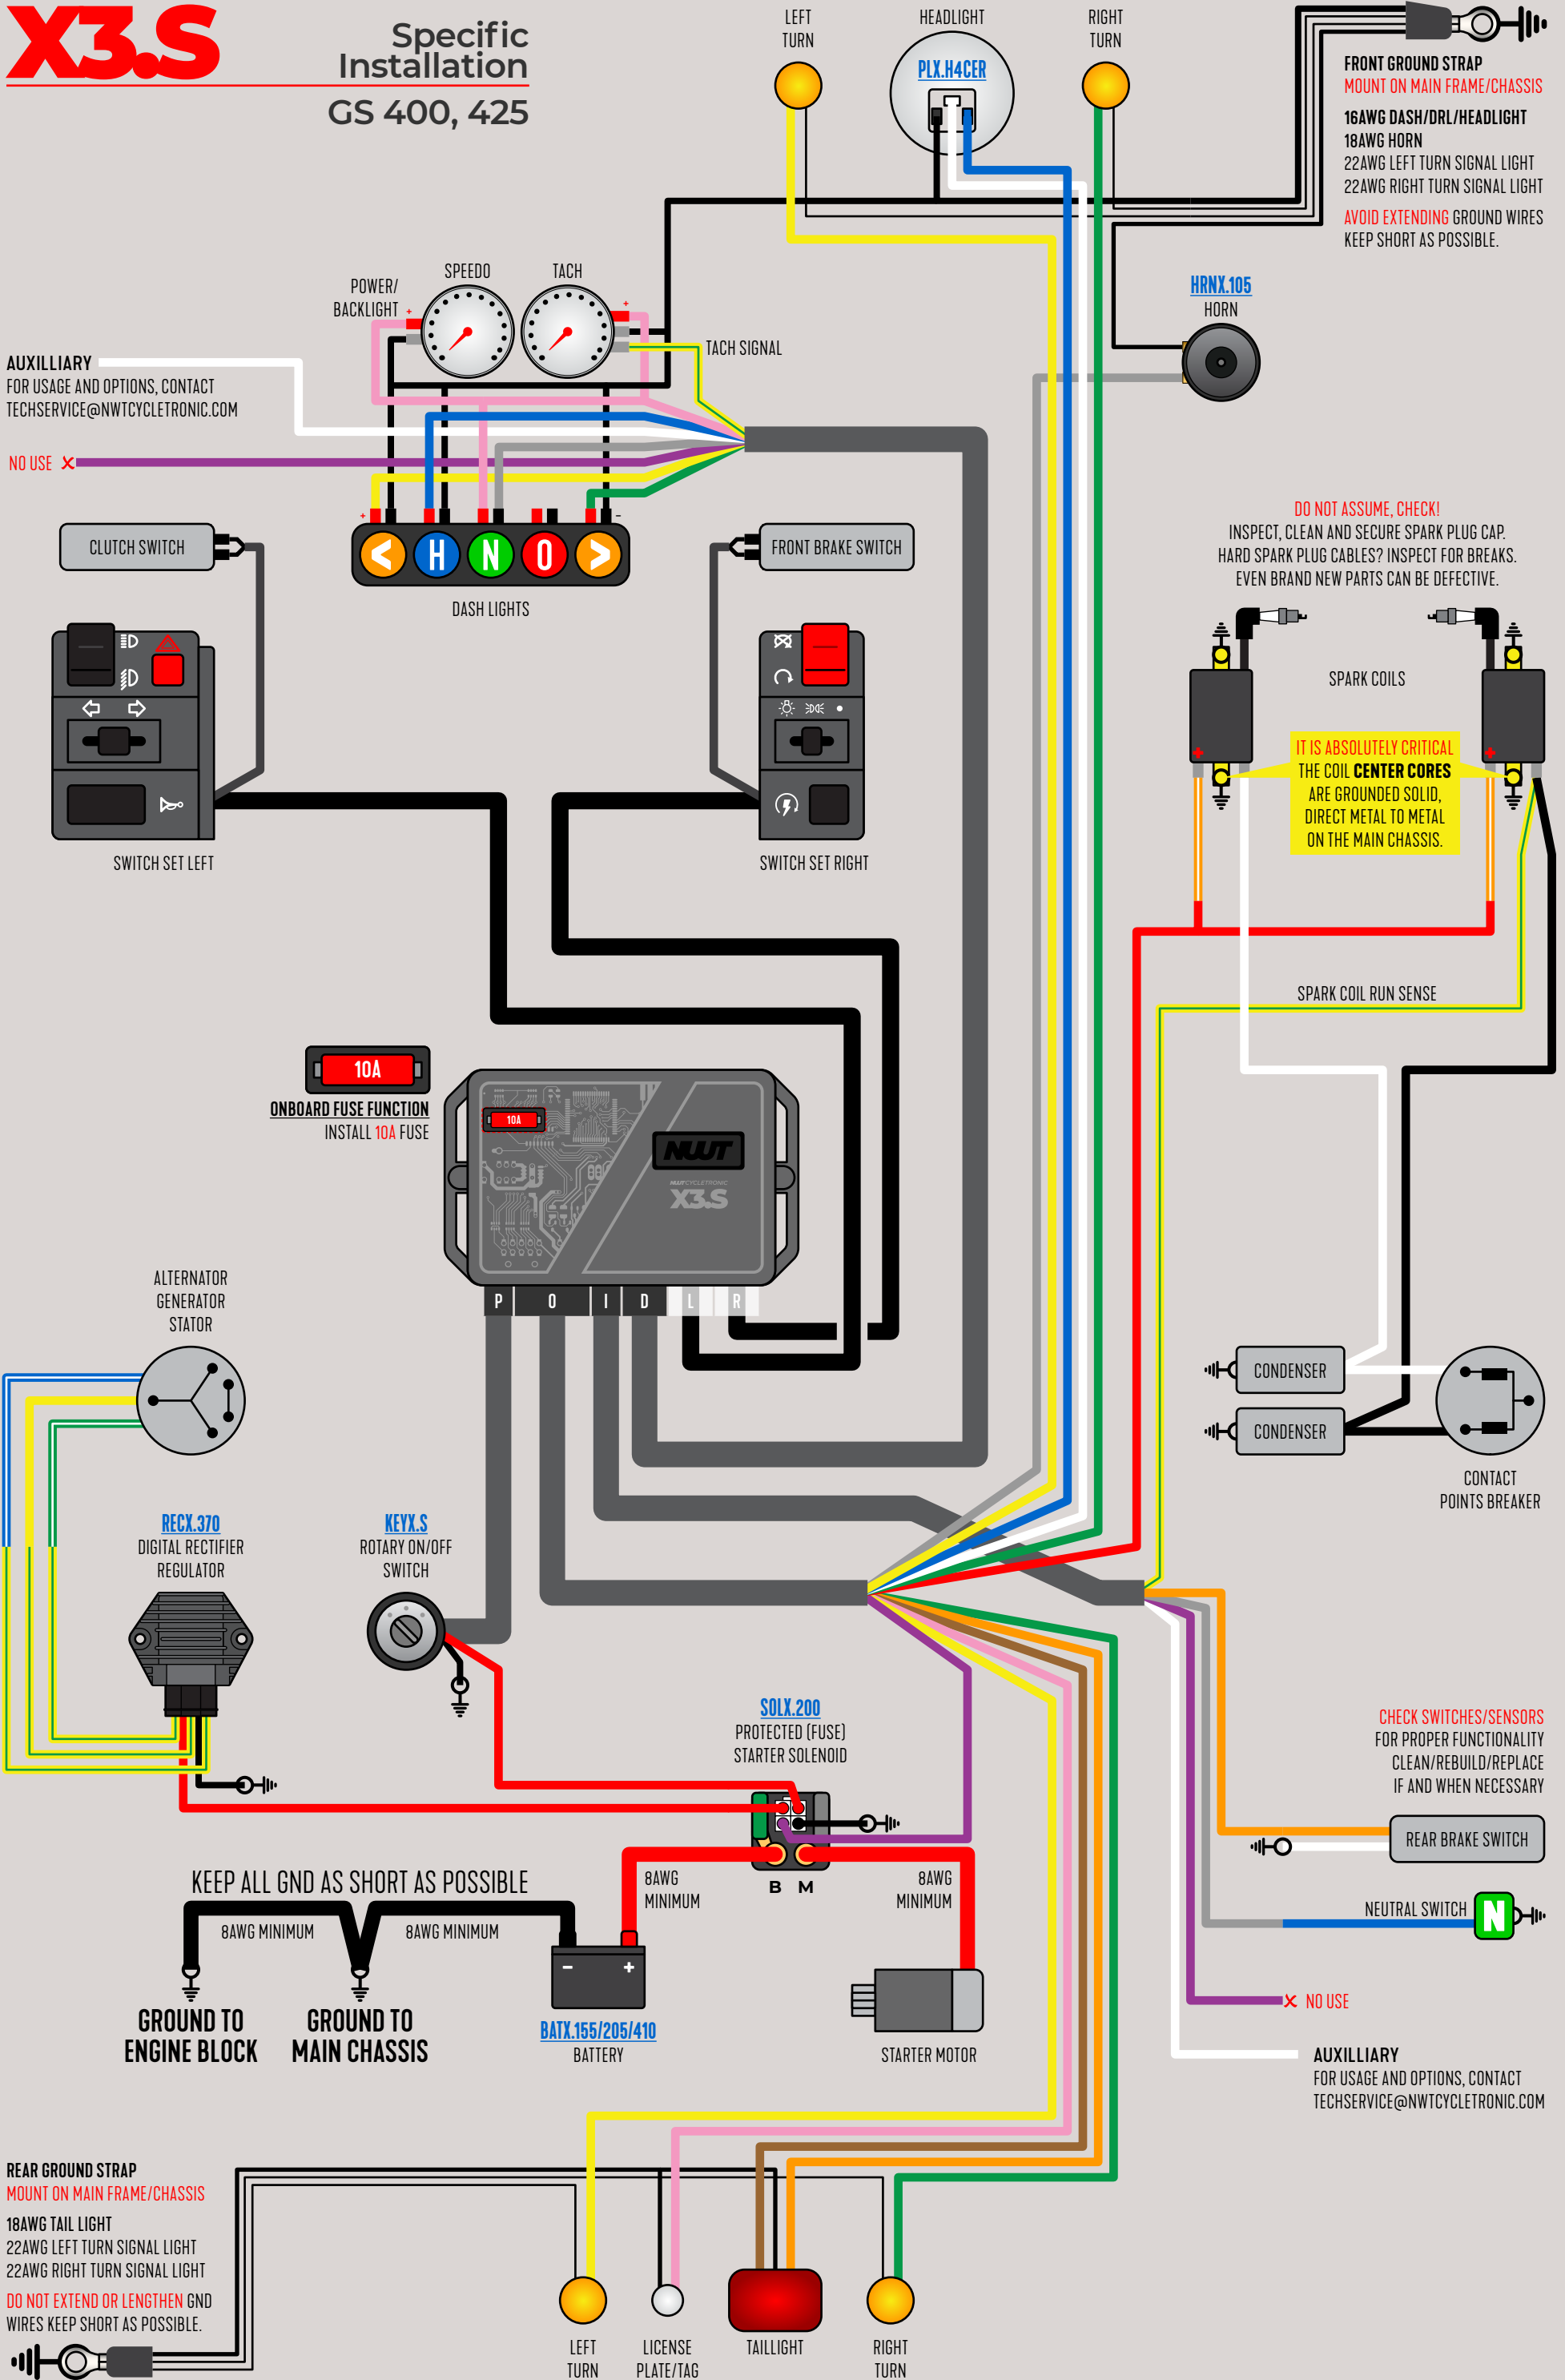 X3.S
Specific
Installation
GS 400, 425
LEFT
TURN
HEADLIGHT
PLX.H4CER
RIGHT
TURN
FRONT GROUND STRAP
MOUNT ON MAIN FRAME/CHASSIS
16AWG DASH/DRL/HEADLIGHT
18AWG HORN
22AWG LEFT TURN SIGNAL LIGHT
22AWG RIGHT TURN SIGNAL LIGHT
AVOID EXTENDING GROUND WIRES
KEEP SHORT AS POSSIBLE.
HRNX.105
HORN
POWER/
BACKLIGHT
+
SPEEDO
TACH
+
TACH SIGNAL
AUXILLIARY
FOR USAGE AND OPTIONS, CONTACT
TECHSERVICE@NWTCYCLETRONIC.COM
NO USE X
+
-
< H N O >
DASH LIGHTS
CLUTCH SWITCH
FRONT BRAKE SWITCH
SWITCH SET LEFT
SWITCH SET RIGHT
DO NOT ASSUME, CHECK!
INSPECT, CLEAN AND SECURE SPARK PLUG CAP.
HARD SPARK PLUG CABLES? INSPECT FOR BREAKS.
EVEN BRAND NEW PARTS CAN BE DEFECTIVE.
SPARK COILS
+
+
IT IS ABSOLUTELY CRITICAL
THE COIL CENTER CORES
ARE GROUNDED SOLID,
DIRECT METAL TO METAL
ON THE MAIN CHASSIS.
SPARK COIL RUN SENSE
10A
ONBOARD FUSE FUNCTION
INSTALL 10A FUSE
10A
NWT
NWTCYCLETRONIC
X3.S
P O I D L R
ALTERNATOR
GENERATOR
STATOR
CONDENSER
CONDENSER
CONTACT
POINTS BREAKER
RECX.370
DIGITAL RECTIFIER
REGULATOR
KEYX.S
ROTARY ON/OFF
SWITCH
SOLX.200
PROTECTED (FUSE)
STARTER SOLENOID
B M
CHECK SWITCHES/SENSORS
FOR PROPER FUNCTIONALITY
CLEAN/REBUILD/REPLACE
IF AND WHEN NECESSARY
REAR BRAKE SWITCH
NEUTRAL SWITCH N
X NO USE
AUXILLIARY
FOR USAGE AND OPTIONS, CONTACT
TECHSERVICE@NWTCYCLETRONIC.COM
KEEP ALL GND AS SHORT AS POSSIBLE
8AWG MINIMUM
8AWG MINIMUM
8AWG
MINIMUM
8AWG
MINIMUM
GROUND TO
ENGINE BLOCK
GROUND TO
MAIN CHASSIS
- +
BATX.155/205/410
BATTERY
STARTER MOTOR
REAR GROUND STRAP
MOUNT ON MAIN FRAME/CHASSIS
18AWG TAIL LIGHT
22AWG LEFT TURN SIGNAL LIGHT
22AWG RIGHT TURN SIGNAL LIGHT
DO NOT EXTEND OR LENGTHEN GND
WIRES KEEP SHORT AS POSSIBLE.
LEFT
TURN
LICENSE
PLATE/TAG
TAILLIGHT
RIGHT
TURN